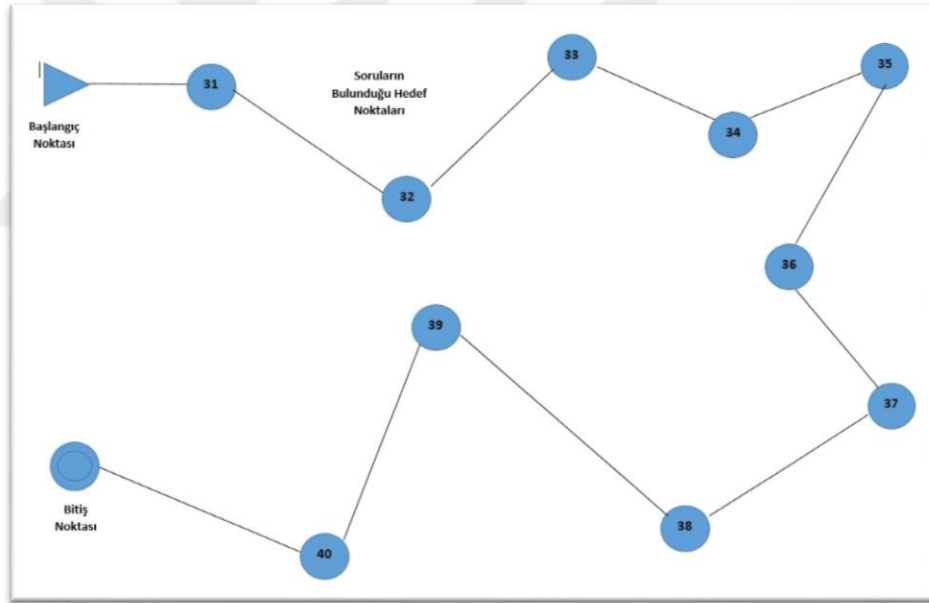 Başlangıç
Noktası
31
Soruların
Bulunduğu Hedef
Noktaları
32
33
34
35
36
37
38
39
40
Bitiş
Noktası